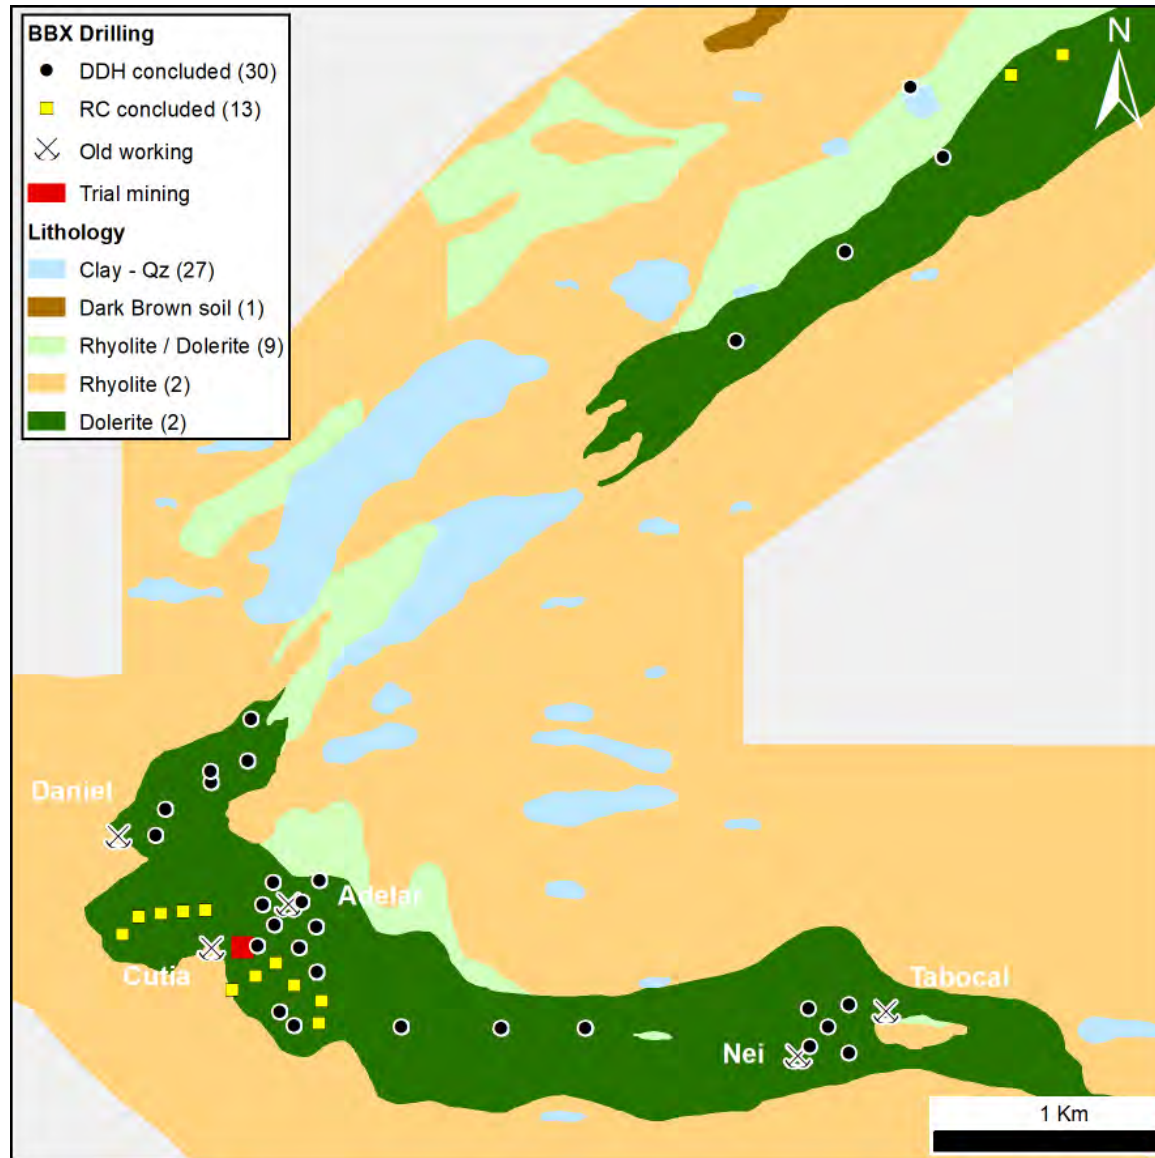 BBX Drilling
DDH concluded (30)
RC concluded (13)
Old working
Trial mining
Lithology
Clay - Qz (27)
Dark Brown soil (1)
Rhyolite / Dolerite (9)
Rhyolite (2)
Dolerite (2)
N
Daniel
Adelar
Cutia
Tabocal
Nei
1 Km